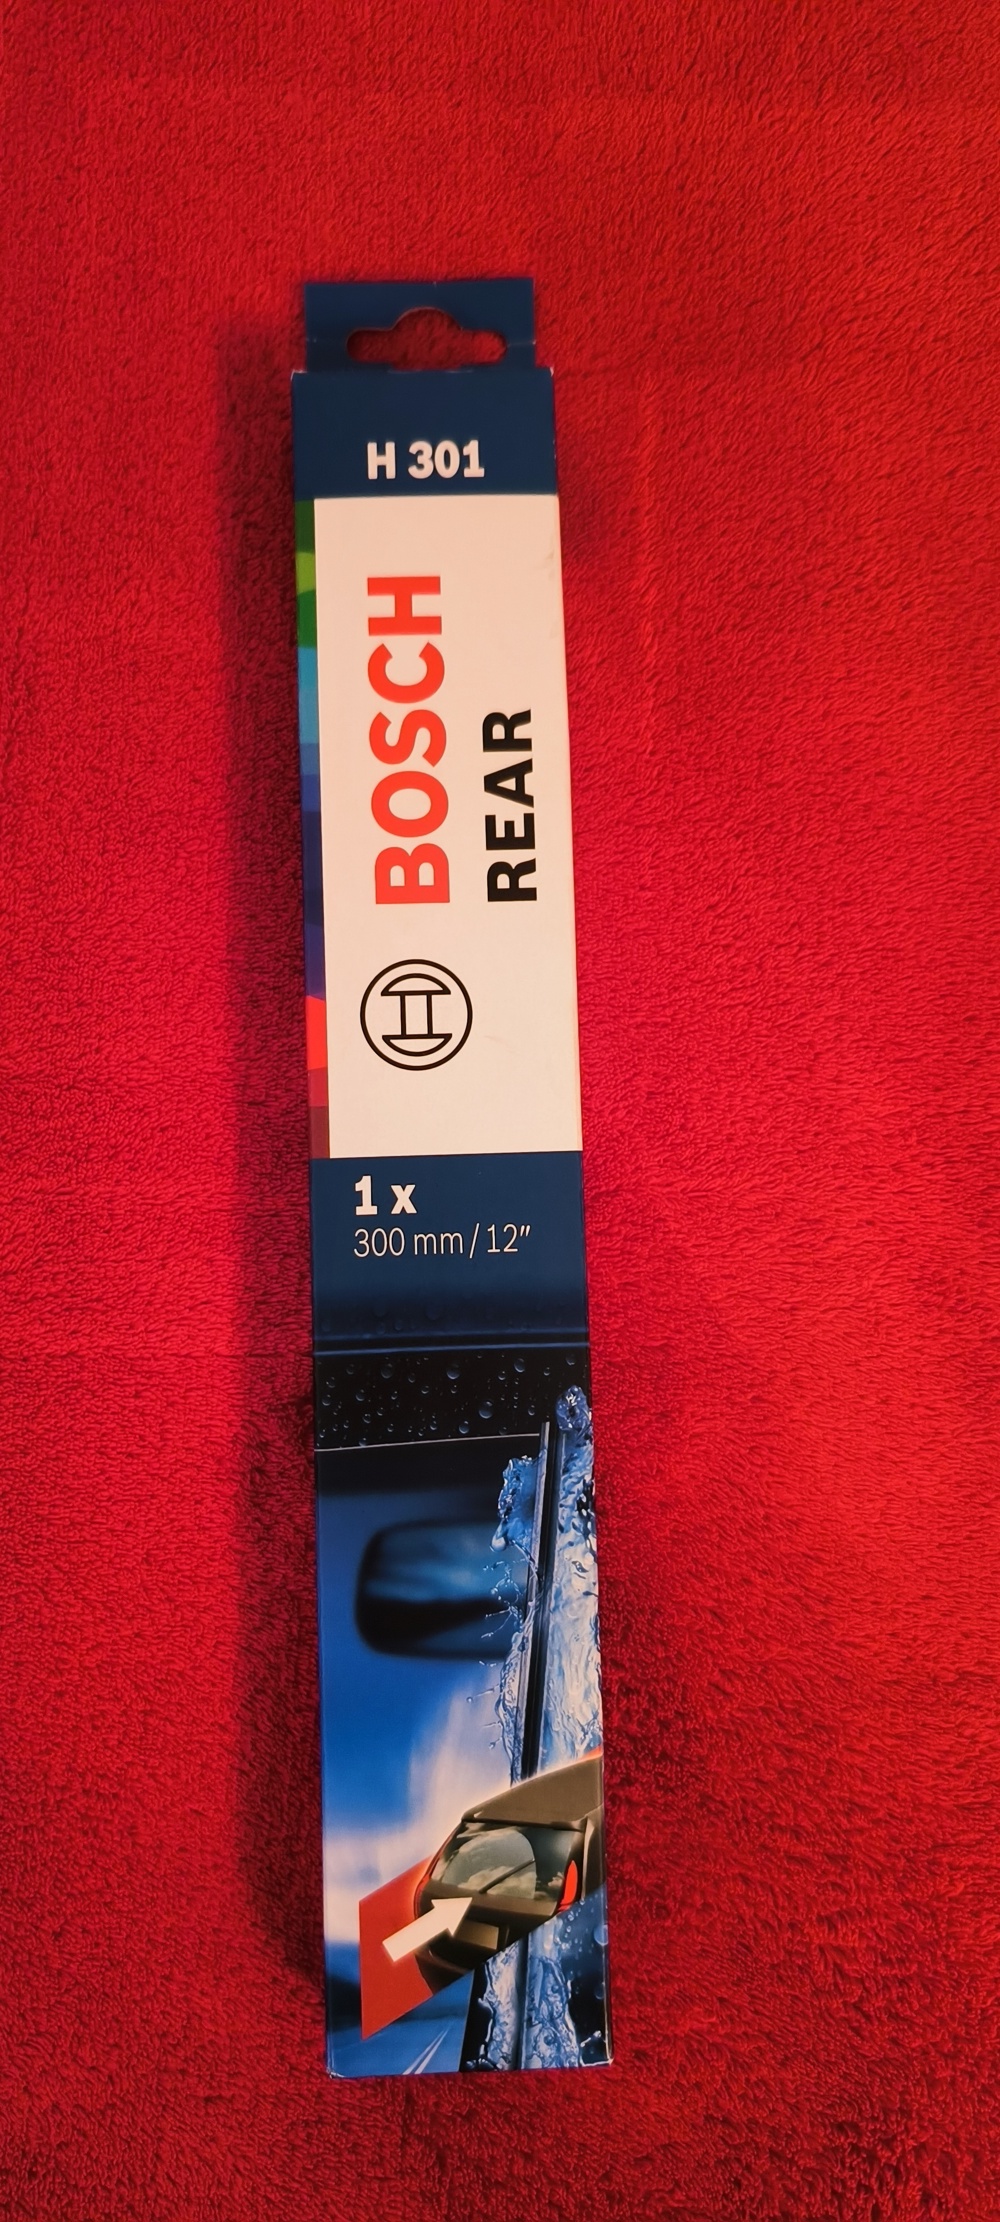 H 301
BOSCH
REAR
1 x
300 mm / 12"